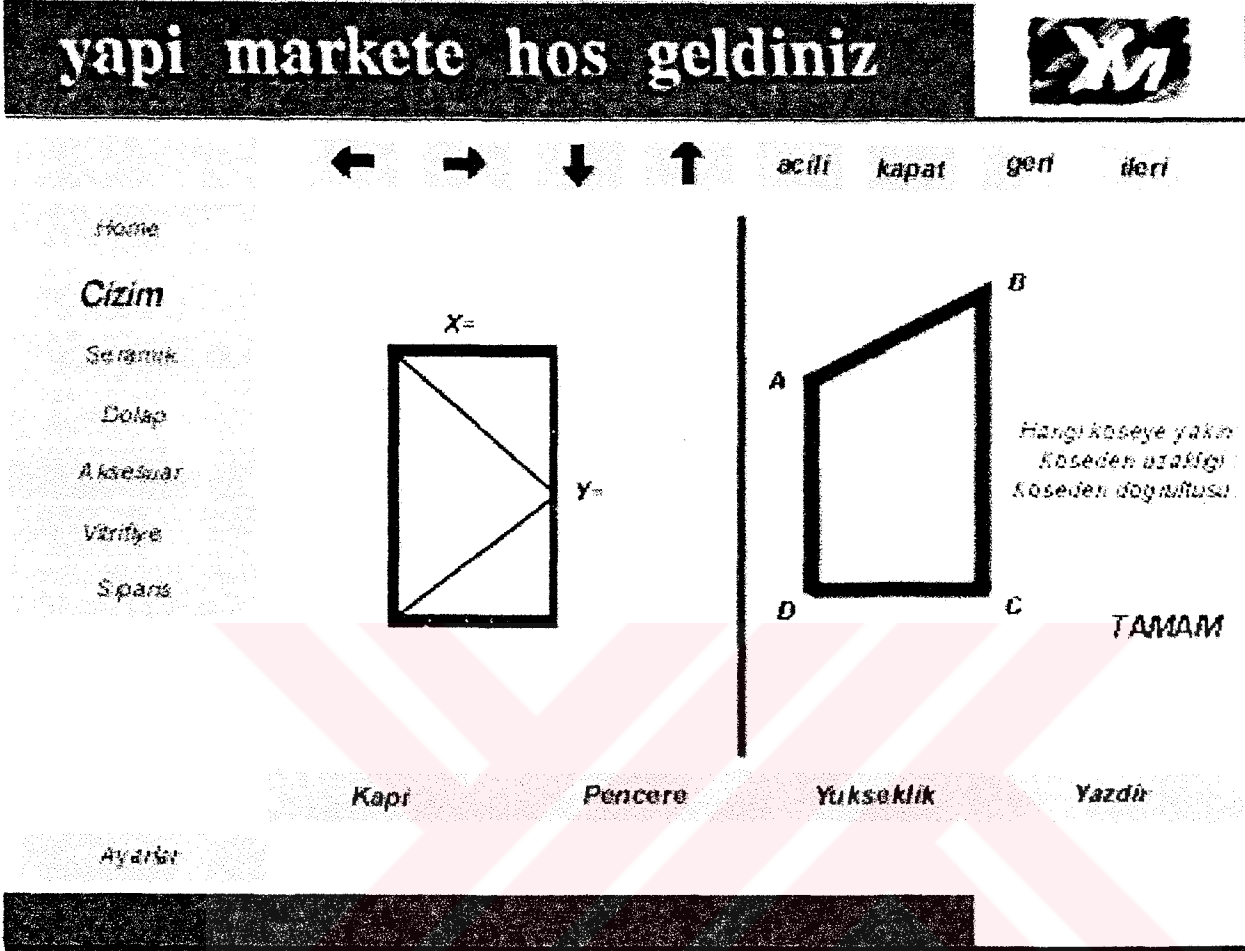 yapi markete hos geldiniz
YM
acili kapat geri ileri
Home
Cizim
Seramik
Dolap
Aksesuar
Vitrifiye
Siparis
X=
Y=
A
B
C
D
Hangi koseye yakin
Koseden uzakligi :
Koseden dogrultusu :
TAMAM
Kapi Pencere Yukseklik Yazdir
Ayarlar